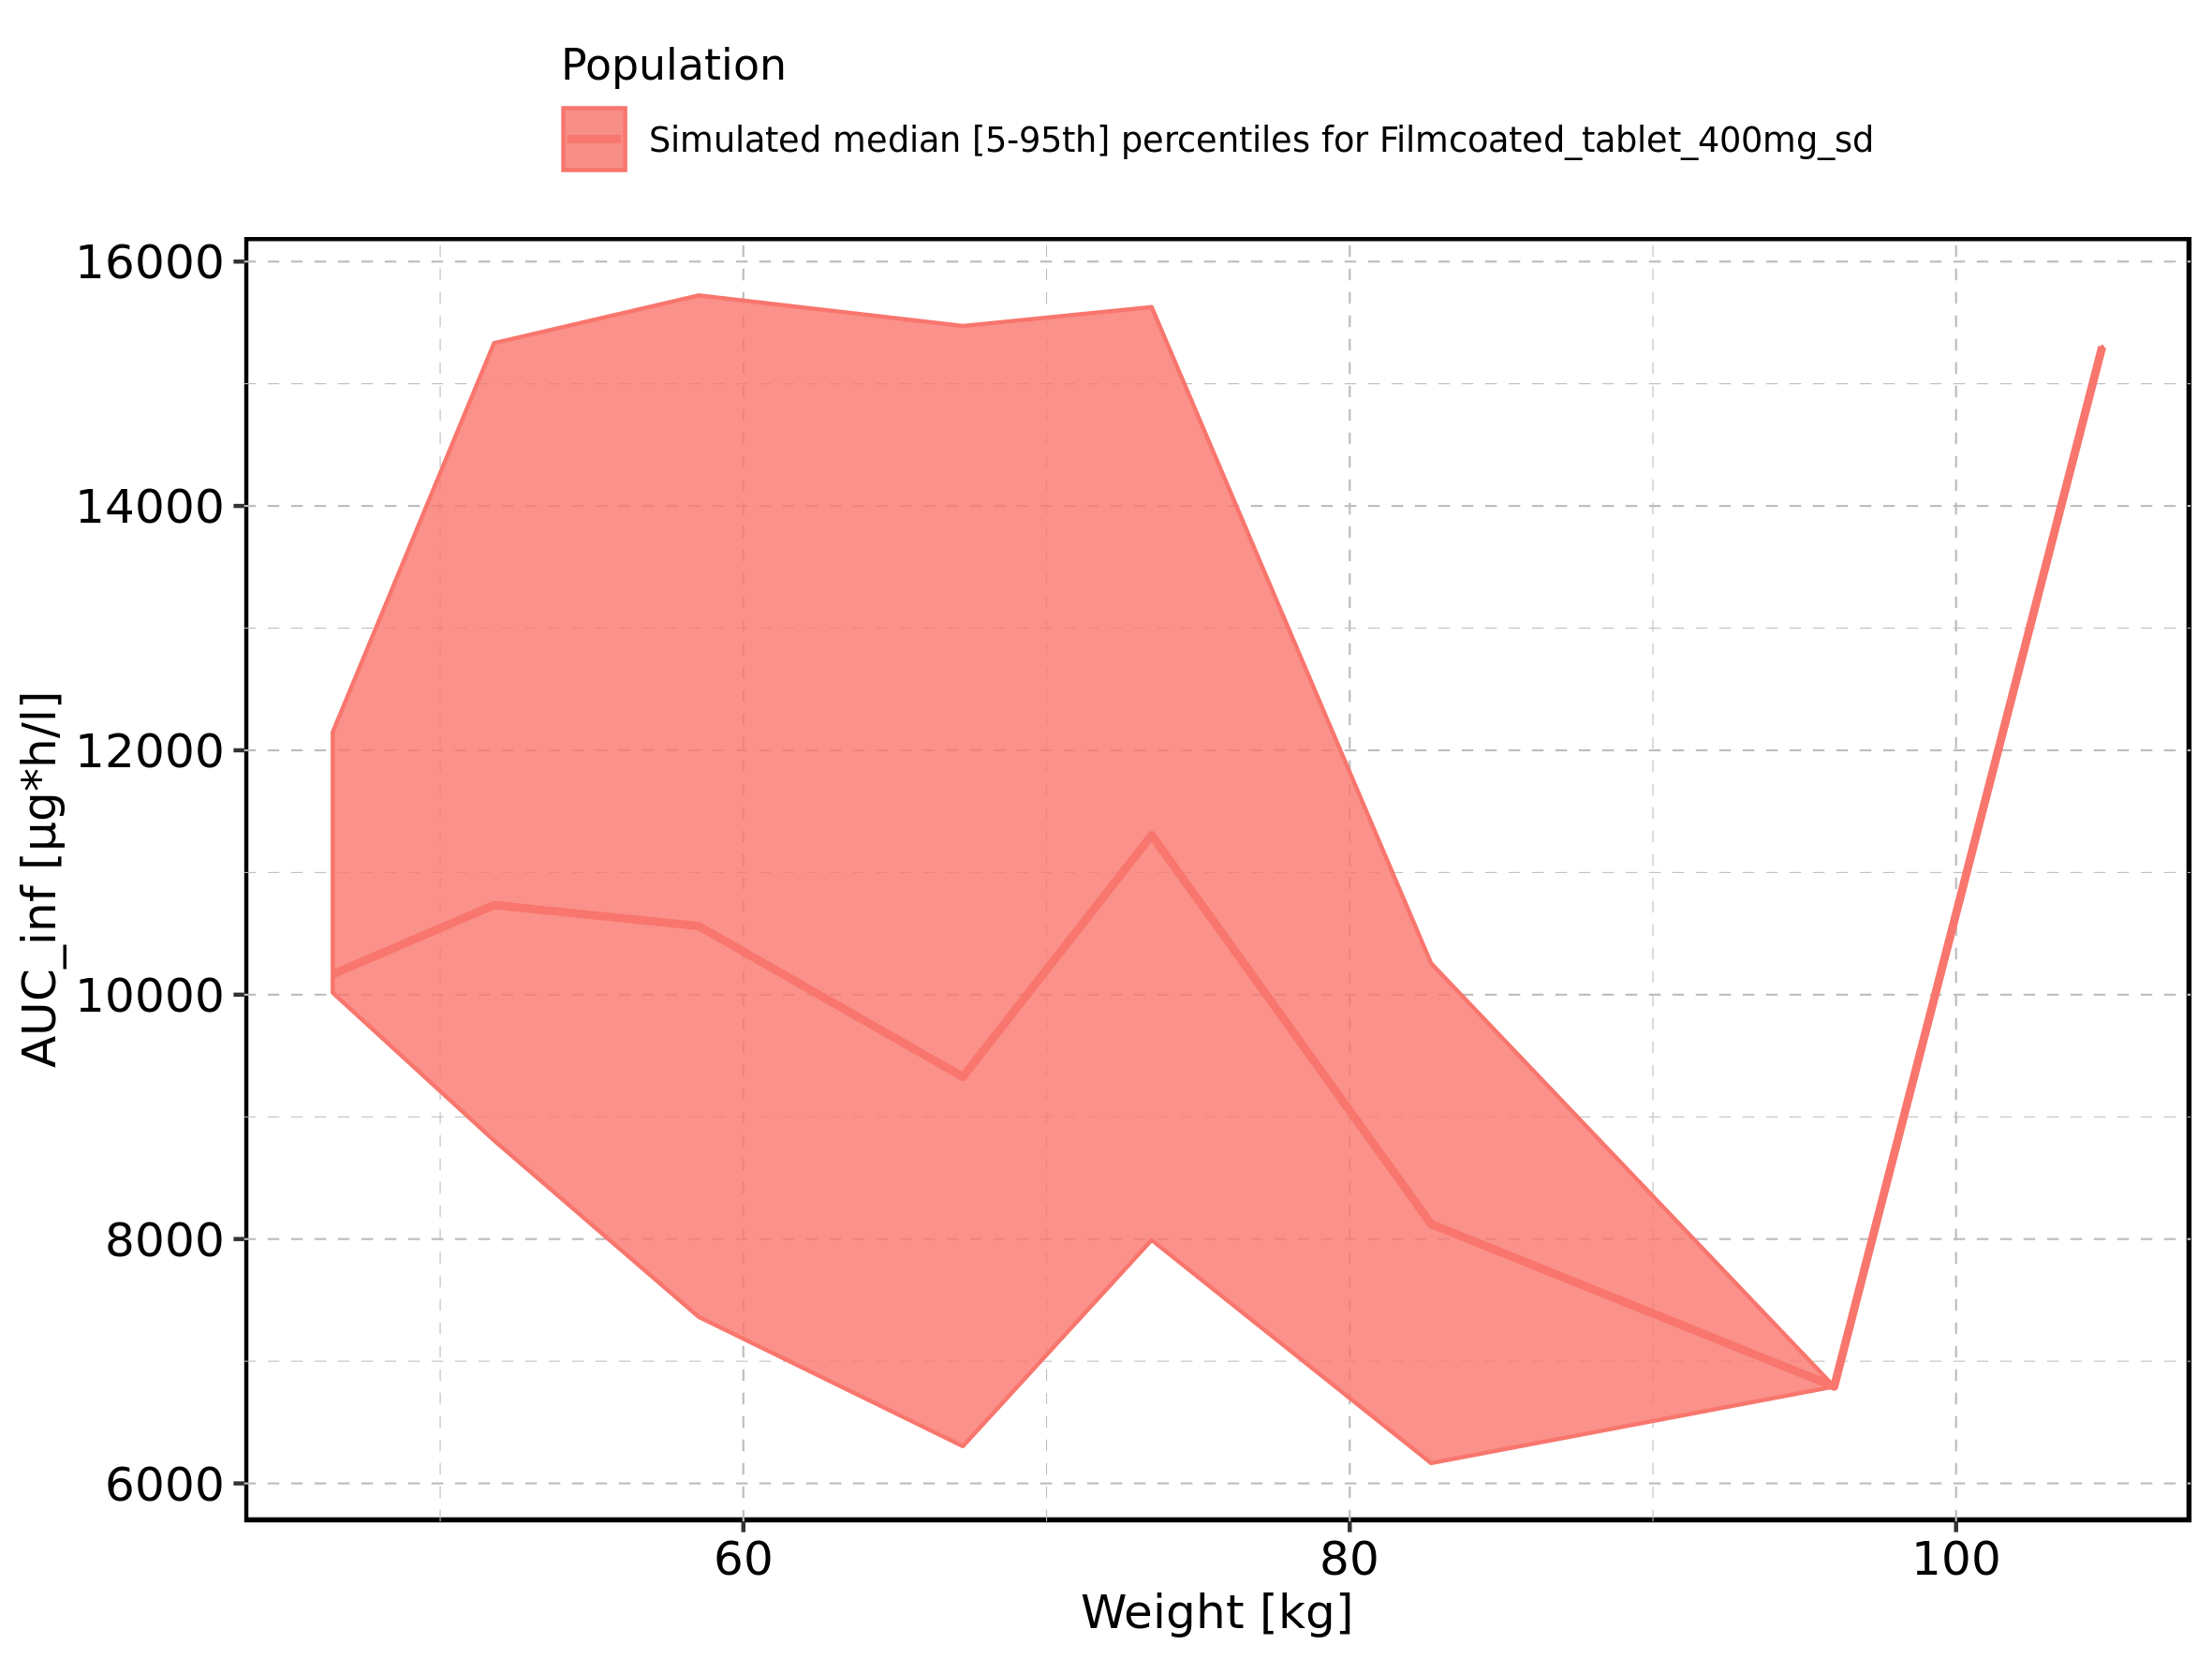 Population
Simulated median [5-95th] percentiles for Filmcoated_tablet_400mg_sd
16000
14000
12000
10000
8000
6000
AUC_inf [µg*h/l]
60 80 100
Weight [kg]